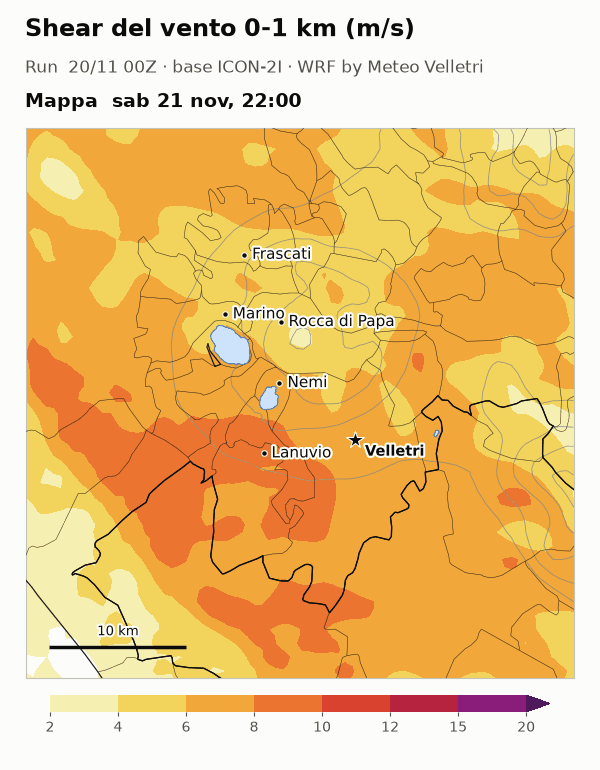 Shear del vento 0-1 km (m/s)
Run  20/11 00Z · base ICON-2I · WRF by Meteo Velletri
Mappa  sab 21 nov, 22:00
Frascati
Marino
Rocca di Papa
Nemi
Velletri
Lanuvio
10 km
2 4 6 8 10 12 15 20